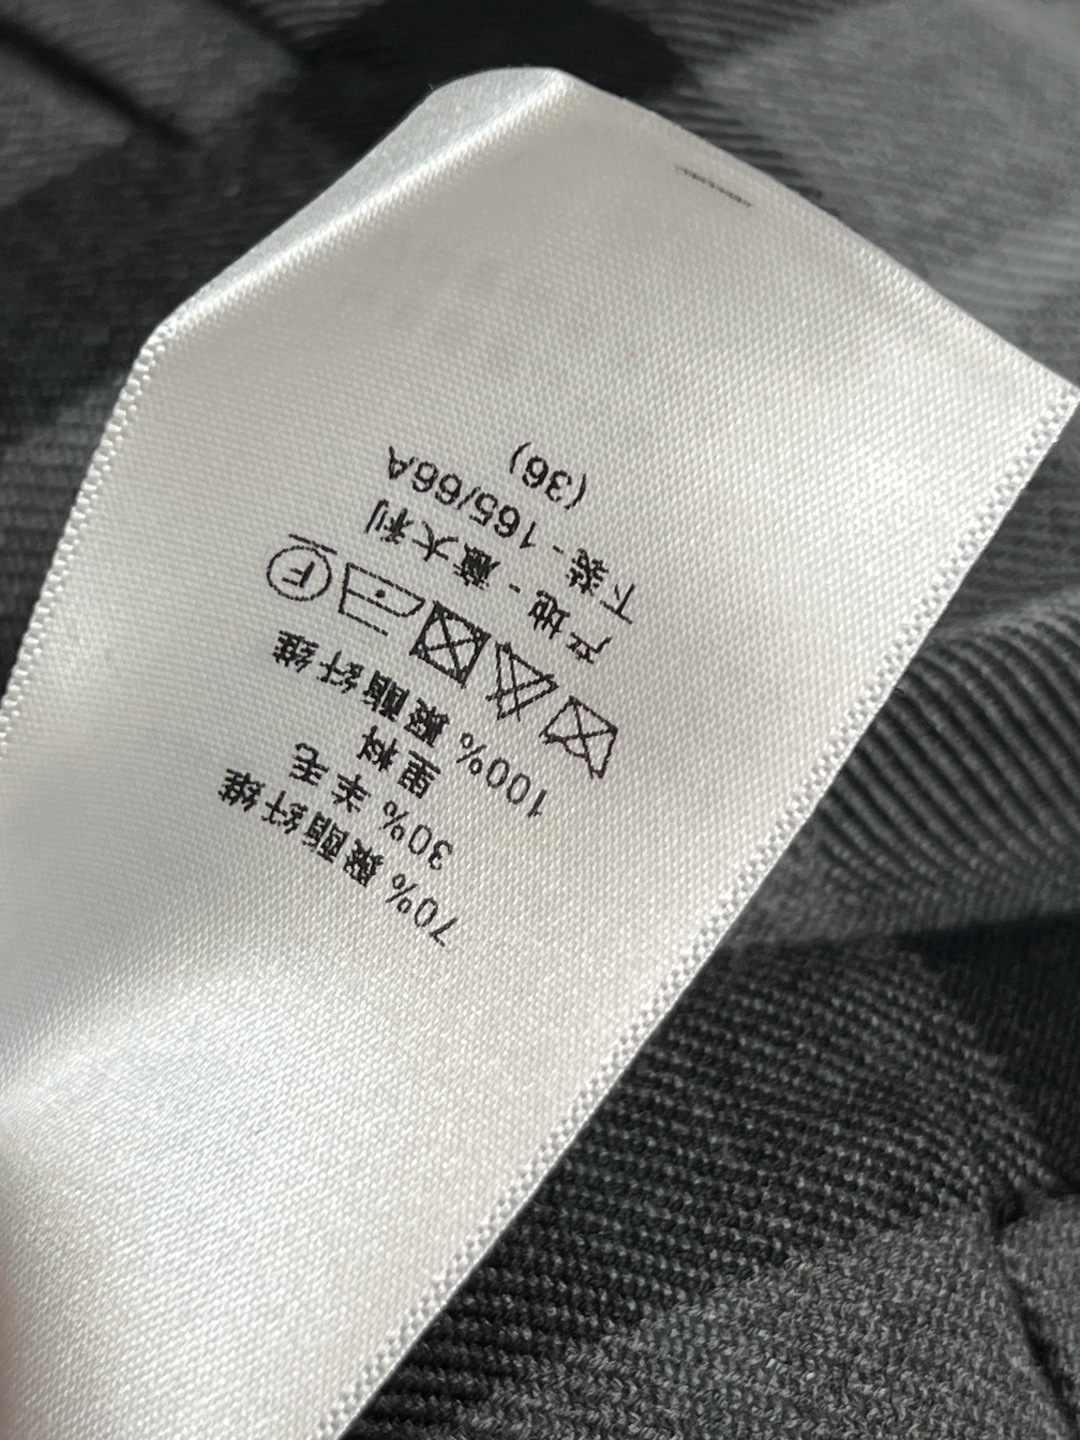 70% 聚酯纤维
30% 羊毛
里料
100% 聚酯纤维
F
产地 - 意大利
下装 - 165/66A
(36)